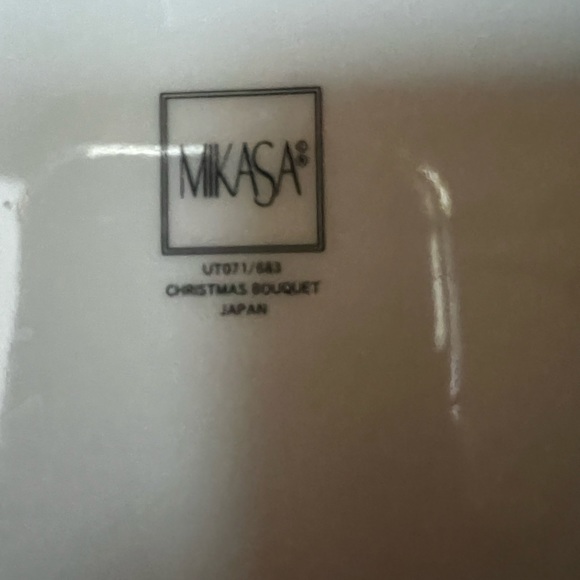 MIKASA©®
UT071/683
CHRISTMAS BOUQUET
JAPAN